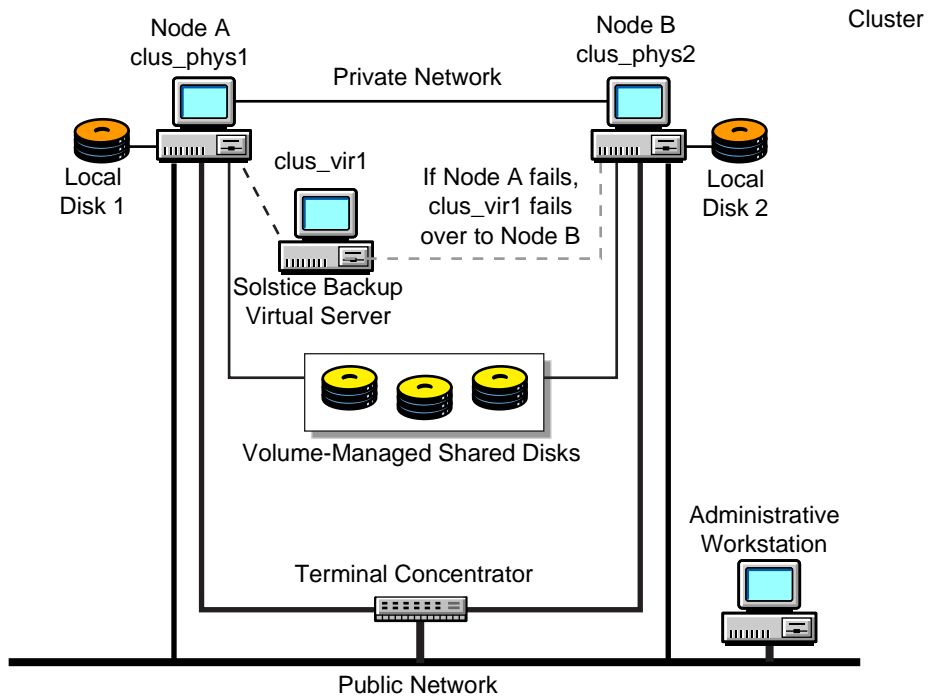 Cluster
Node A
clus_phys1
Node B
clus_phys2
Private Network
Local
Disk 1
clus_vir1
If Node A fails,
clus_vir1 fails
over to Node B
Local
Disk 2
Solstice Backup
Virtual Server
Volume-Managed Shared Disks
Administrative
Workstation
Terminal Concentrator
Public Network